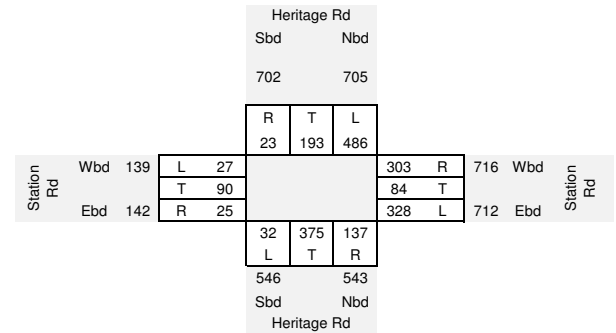 Heritage Rd
Sbd Nbd
702 705
R T L
23 193 486
Station Rd
Wbd 139 L 27 303 R 716 Wbd
T 90 84 T
Ebd 142 R 25 328 L 712 Ebd
Station Rd
32 375 137
L T R
546 543
Sbd Nbd
Heritage Rd